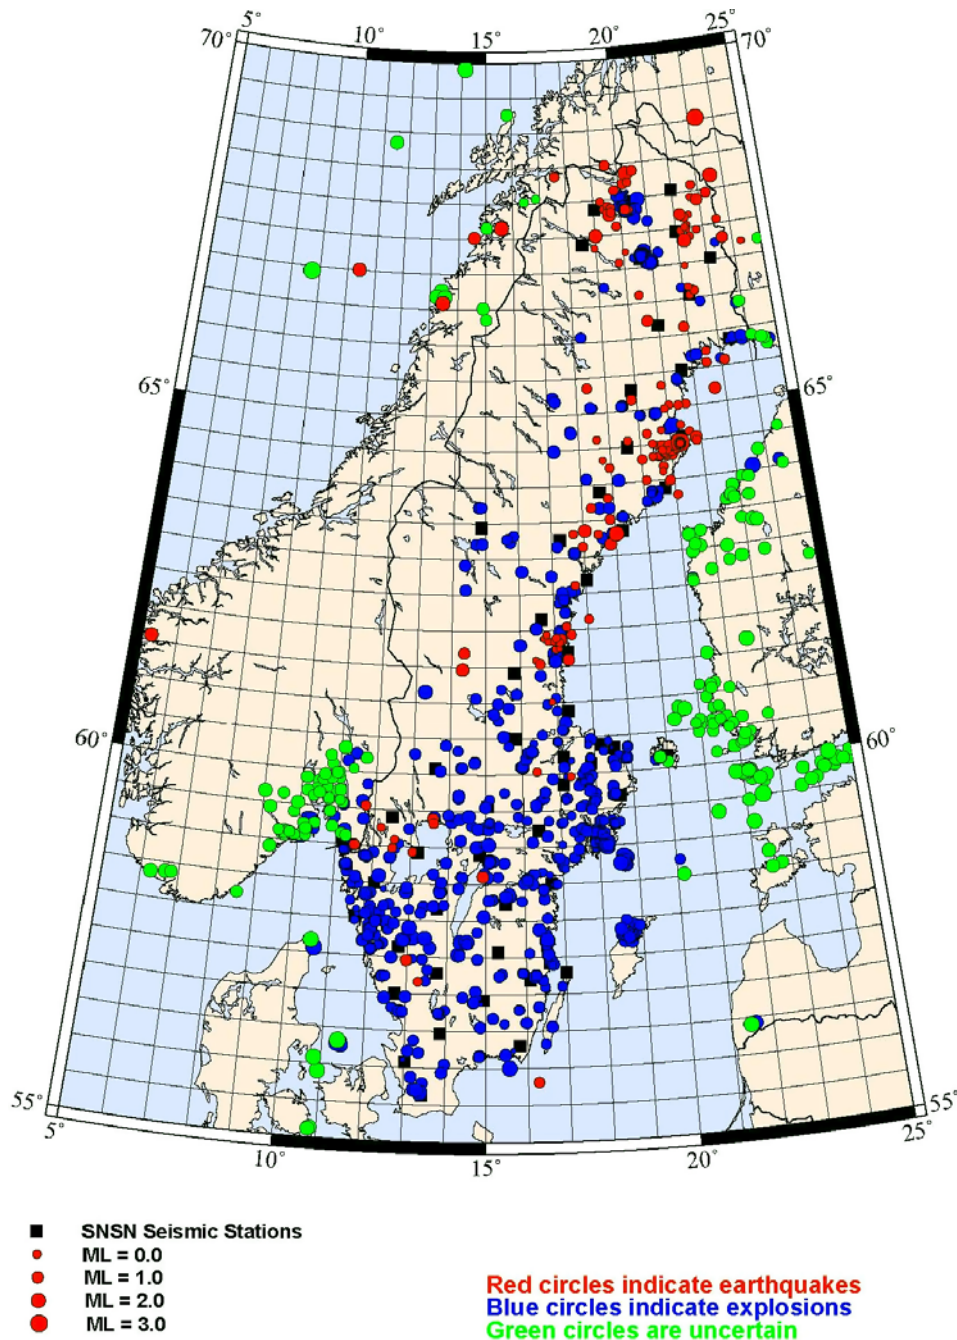 5° 10° 15° 20° 25°
70° 70°
65° 65°
60° 60°
55° 55°
5° 10° 15° 20° 25°
SNSN Seismic Stations
ML = 0.0
ML = 1.0
ML = 2.0
ML = 3.0
Red circles indicate earthquakes
Blue circles indicate explosions
Green circles are uncertain